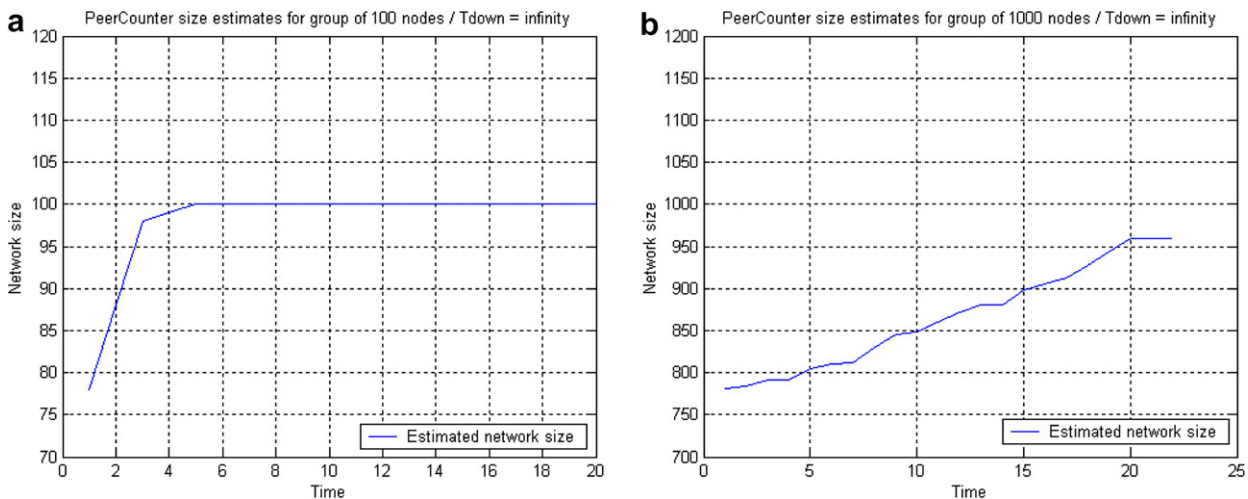 a
PeerCounter size estimates for group of 100 nodes / Tdown = infinity
120
115
110
105
100
95
90
85
80
75
70
Network size
0 2 4 6 8 10 12 14 16 18 20
Time
Estimated network size
b
PeerCounter size estimates for group of 1000 nodes / Tdown = infinity
1200
1150
1100
1050
1000
950
900
850
800
750
700
Network size
0 5 10 15 20 25
Time
Estimated network size